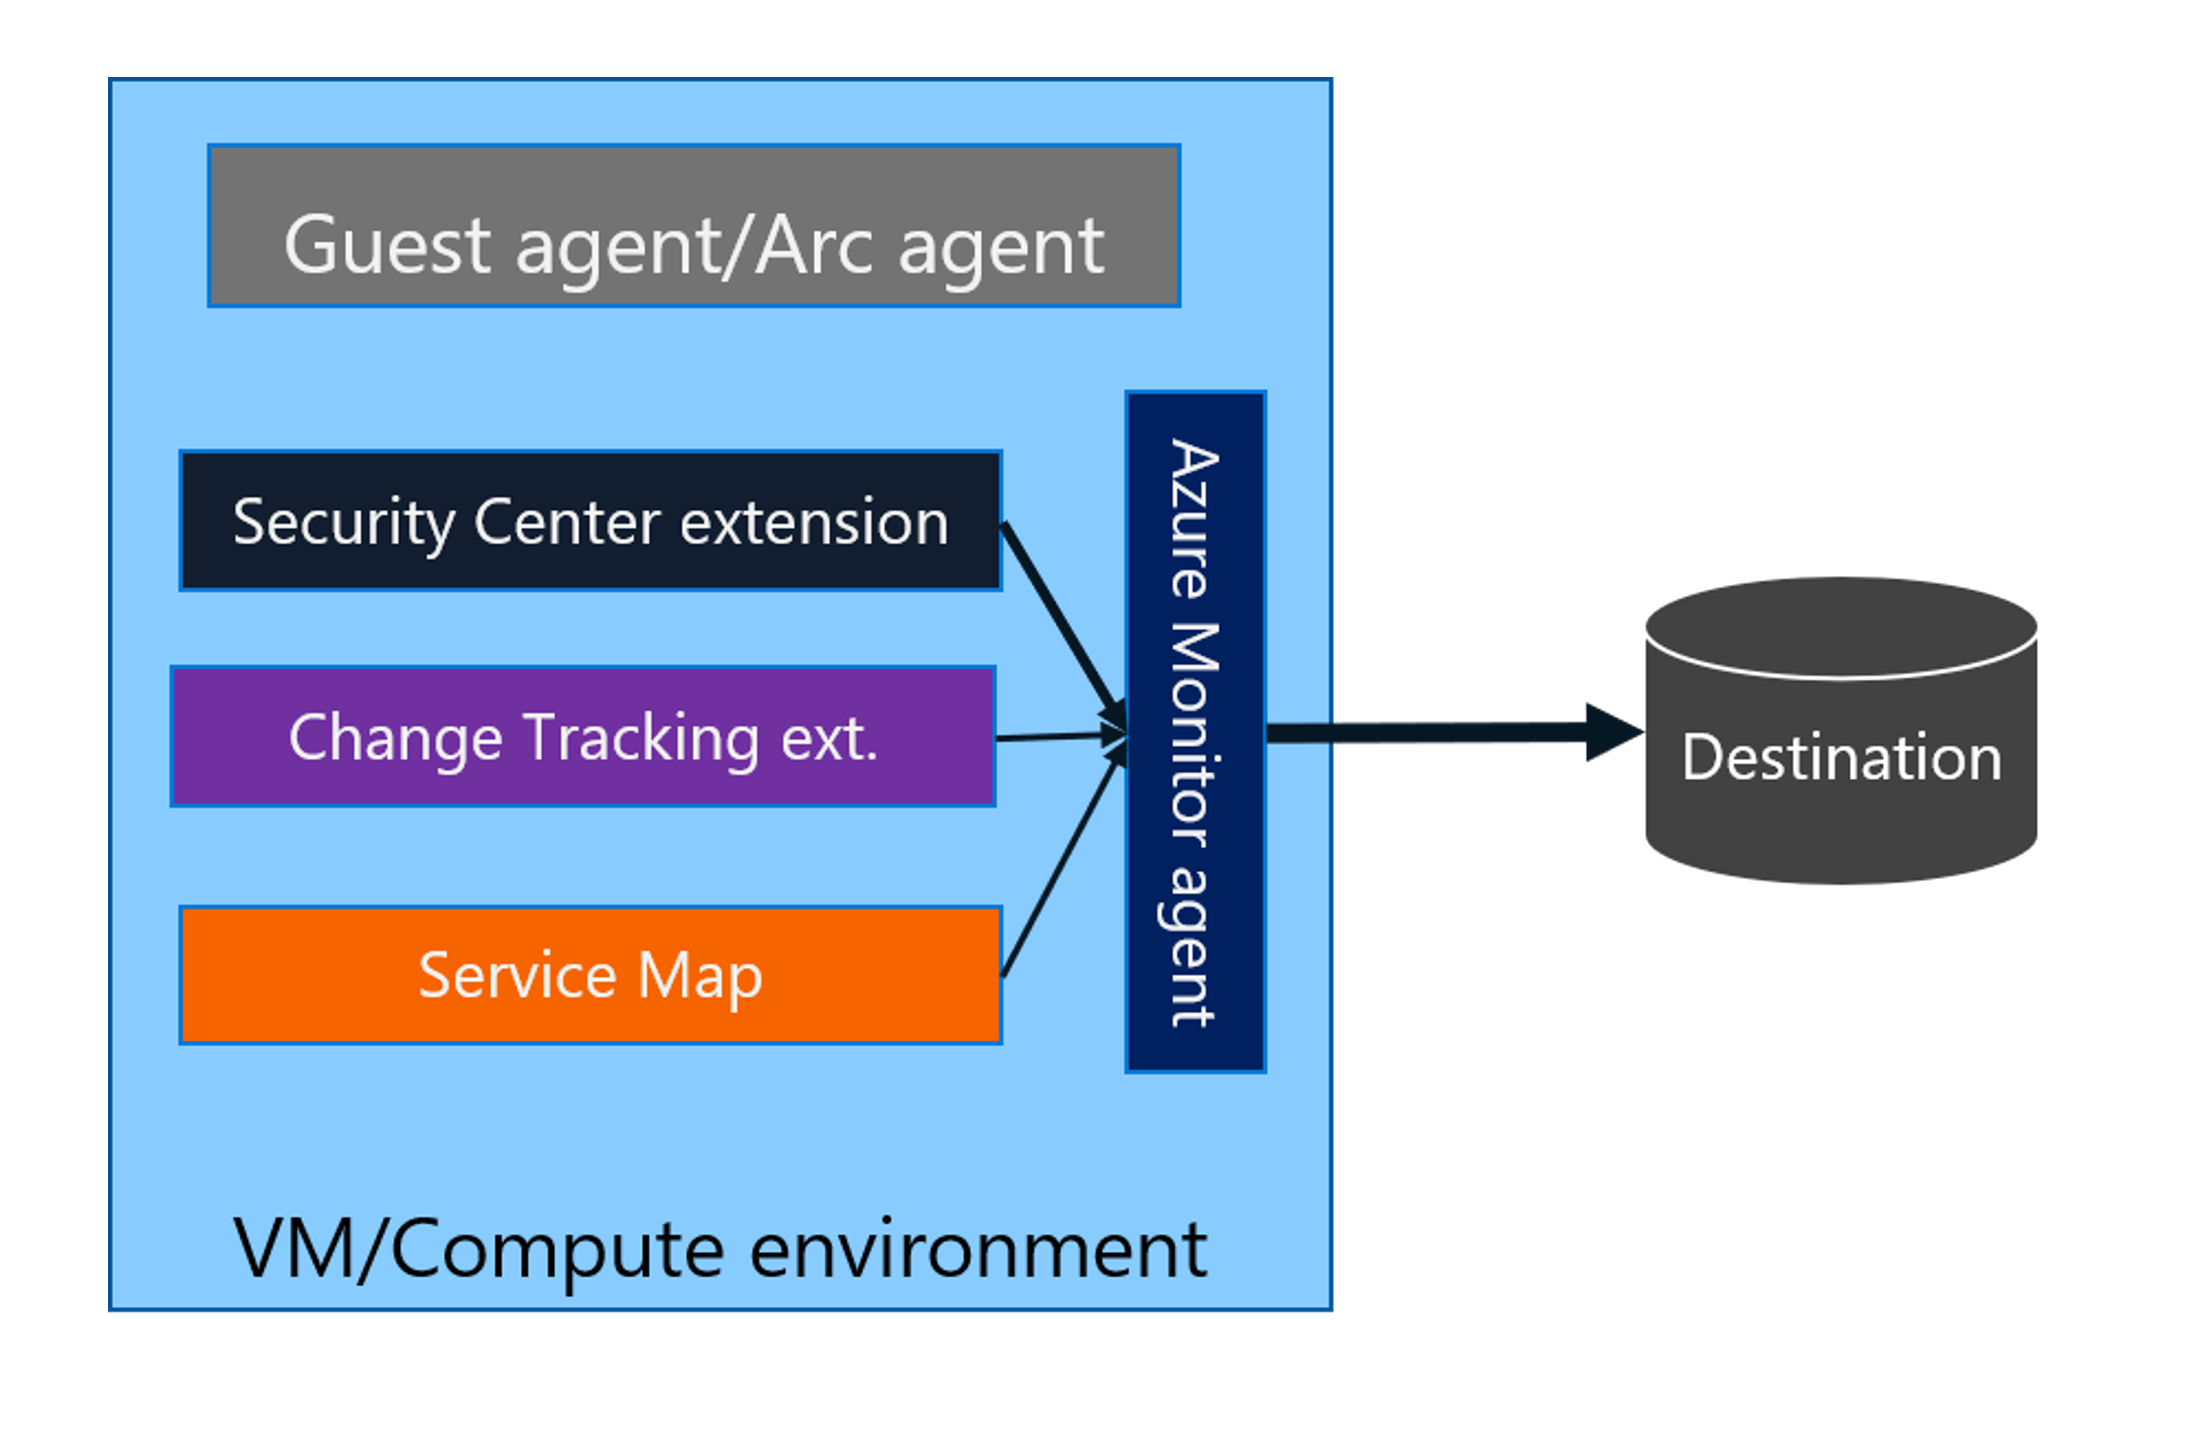 Guest agent/Arc agent
Security Center extension
Change Tracking ext.
Service Map
Azure Monitor agent
Destination
VM/Compute environment